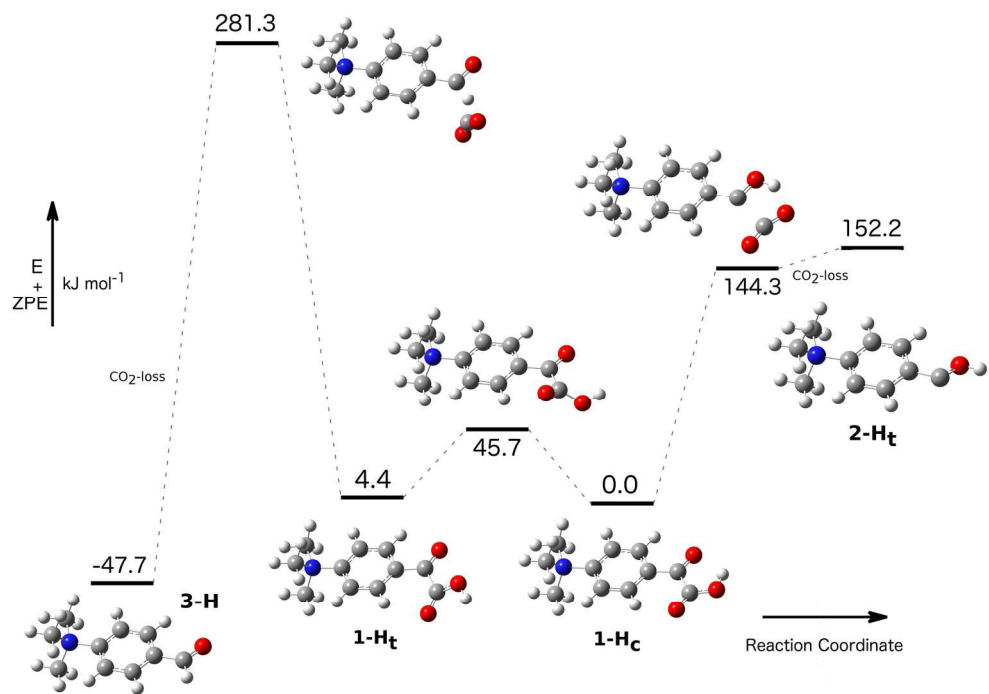 281.3
152.2
E
+
ZPE
kJ mol⁻¹
144.3
CO₂-loss
CO₂-loss
2-Hₜ
45.7
4.4
0.0
-47.7
3-H
1-Hₜ
1-H꜀
Reaction Coordinate